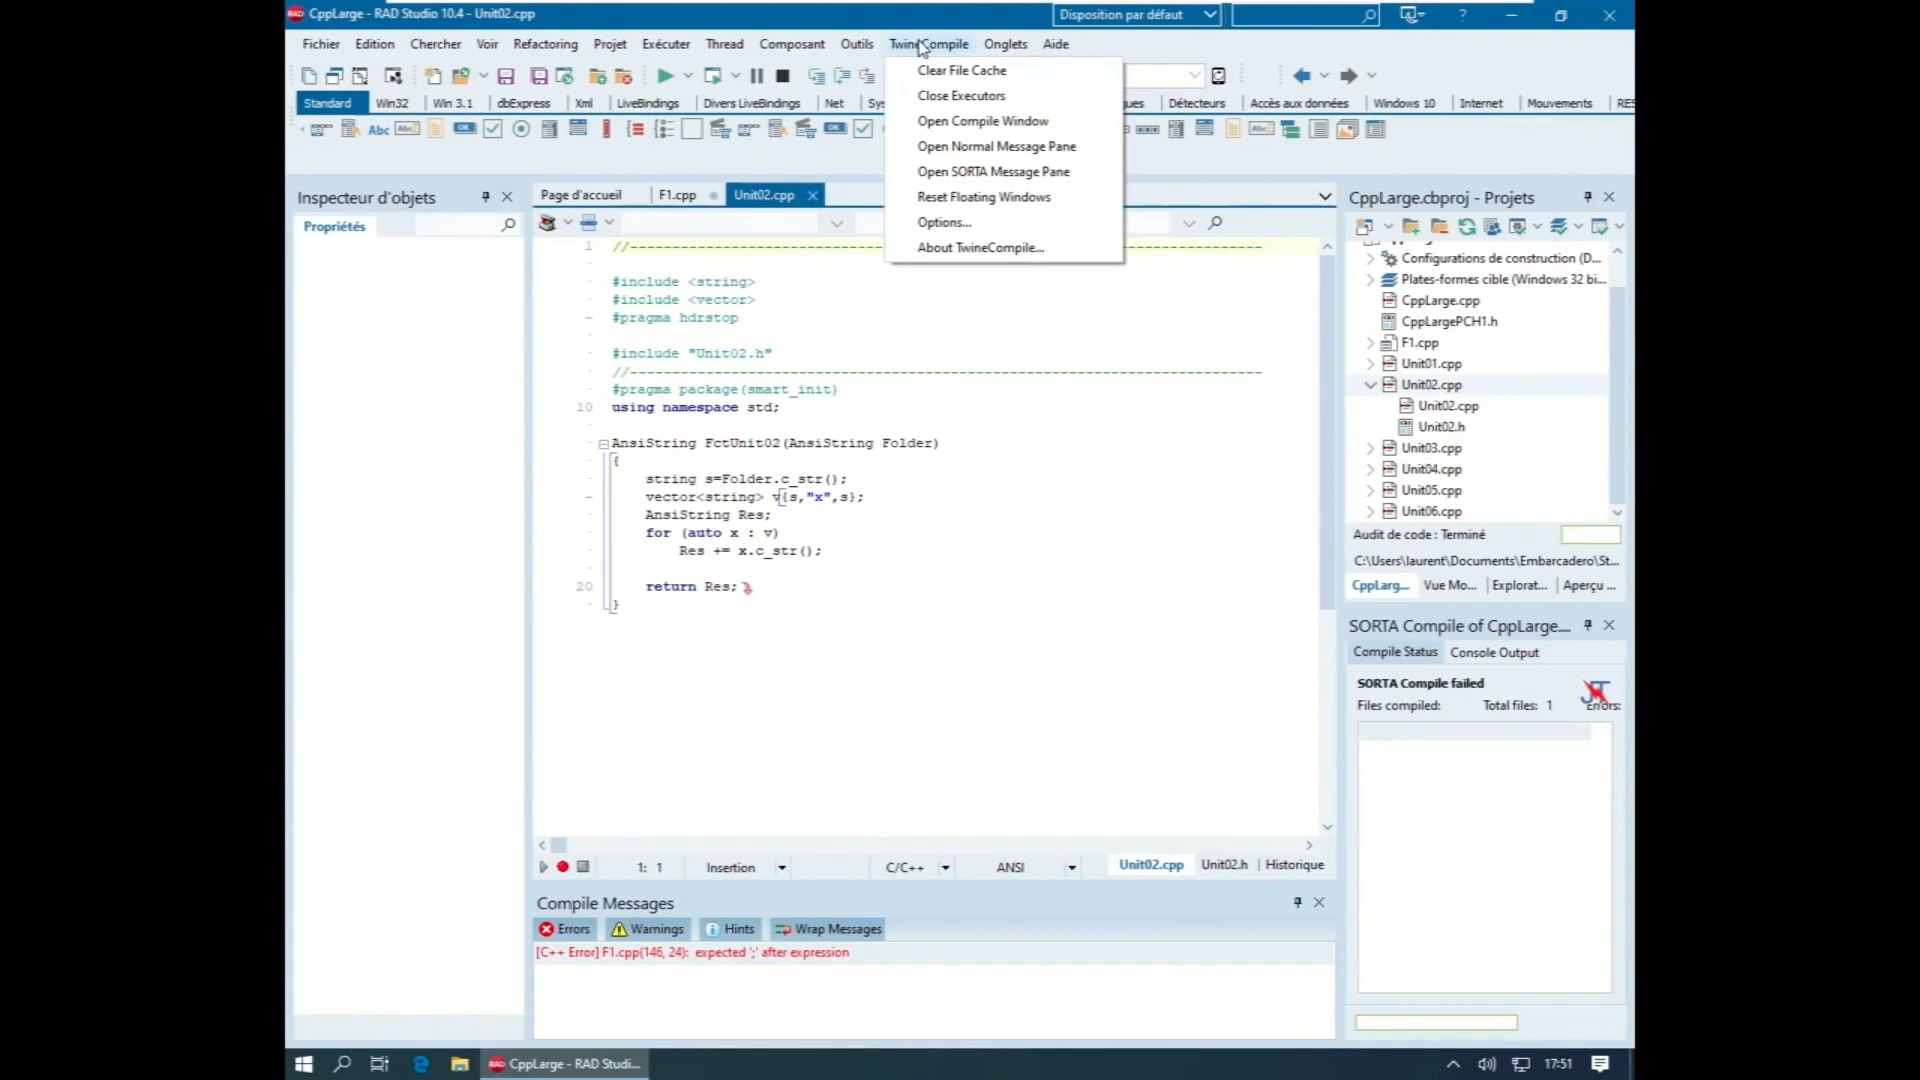 CppLarge - RAD Studio 10.4 - Unit02.cpp
Disposition par défaut
?
Fichier Edition Chercher Voir Refactoring Projet Exécuter Thread Composant Outils TwineCompile Onglets Aide
Clear File Cache
Close Executors
Open Compile Window
Open Normal Message Pane
Open SORTA Message Pane
Reset Floating Windows
Options...
About TwineCompile...
Standard Win32 Win 3.1 dbExpress Xml LiveBindings Divers LiveBindings Net Détecteurs Accès aux données Windows 10 Internet Mouvements
Abc
Inspecteur d'objets
Propriétés
Page d'accueil F1.cpp Unit02.cpp
1 //---------------------------------------------------------------------------
#include <string>
#include <vector>
#pragma hdrstop
#include "Unit02.h"
//---------------------------------------------------------------------------
#pragma package(smart_init)
10 using namespace std;
AnsiString FctUnit02(AnsiString Folder)
{
string s=Folder.c_str();
vector<string> v{s,"x",s};
AnsiString Res;
for (auto x : v)
Res += x.c_str();
20 return Res;
}
1: 1 Insertion C/C++ ANSI Unit02.cpp Unit02.h Historique
Compile Messages
Errors Warnings Hints Wrap Messages
[C++ Error] F1.cpp(146, 24): expected ';' after expression
CppLarge.cbproj - Projets
Configurations de construction (D...
Plates-formes cible (Windows 32 bi...
CppLarge.cpp
CppLargePCH1.h
F1.cpp
Unit01.cpp
Unit02.cpp
Unit02.cpp
Unit02.h
Unit03.cpp
Unit04.cpp
Unit05.cpp
Unit06.cpp
Audit de code : Terminé
C:\Users\laurent\Documents\Embarcadero\St...
CppLarg... Vue Mo... Explorat... Aperçu ...
SORTA Compile of CppLarge....
Compile Status Console Output
SORTA Compile failed
Files compiled: Total files: 1 Errors:
CppLarge - RAD Studi...
17:51